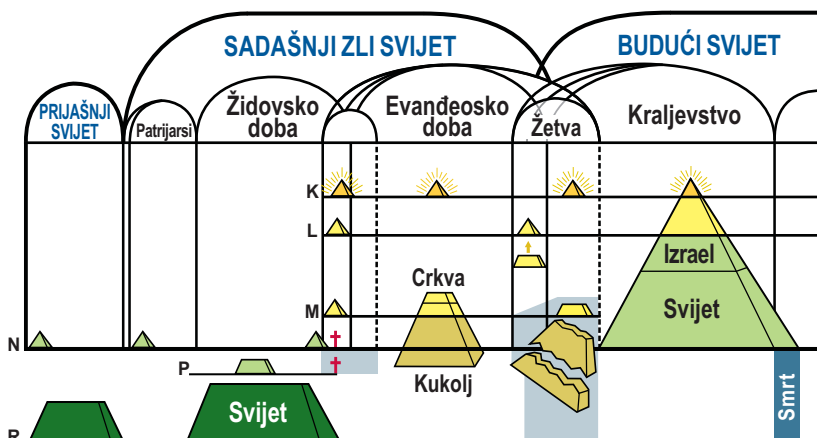 SADAŠNJI ZLI SVIJET
BUDUĆI SVIJET
PRIJAŠNJI
SVIJET
Patrijarsi
Židovsko
doba
Evanđeosko
doba
Žetva
Kraljevstvo
K
L
Izrael
Crkva
M
Svijet
N
P
Kukolj
Svijet
Smrt
R